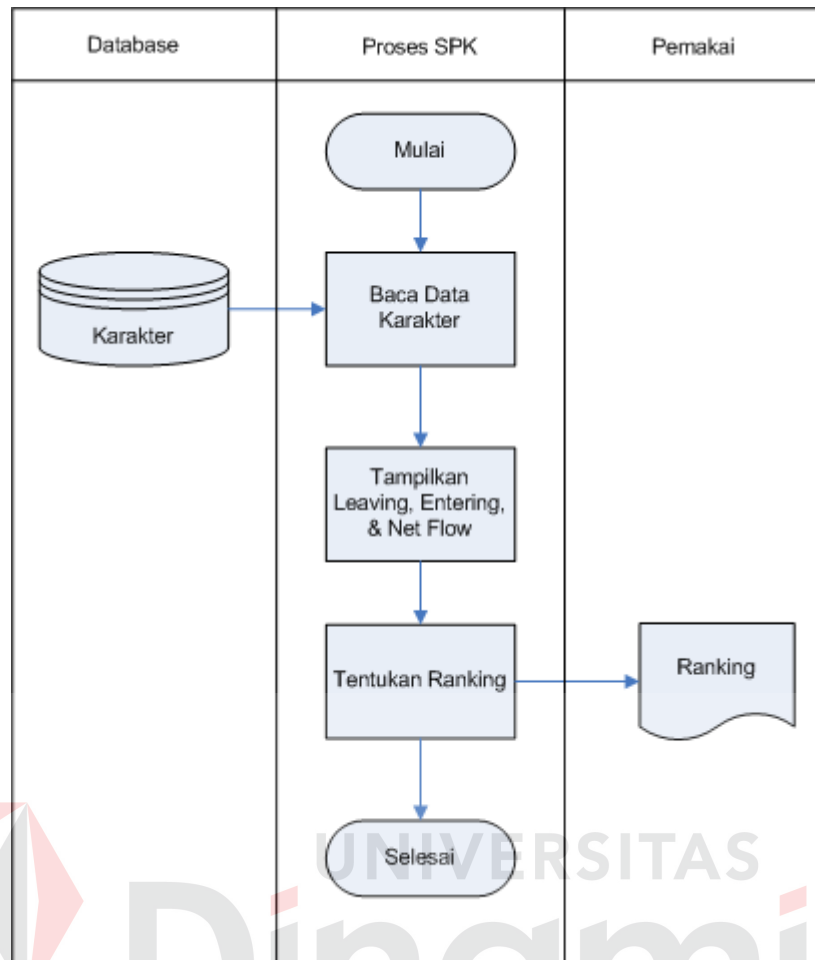 Database
Proses SPK
Pemakai
Mulai
Karakter
Baca Data
Karakter
Tampilkan
Leaving, Entering,
& Net Flow
Tentukan Ranking
Ranking
Selesai
UNIVERSITAS